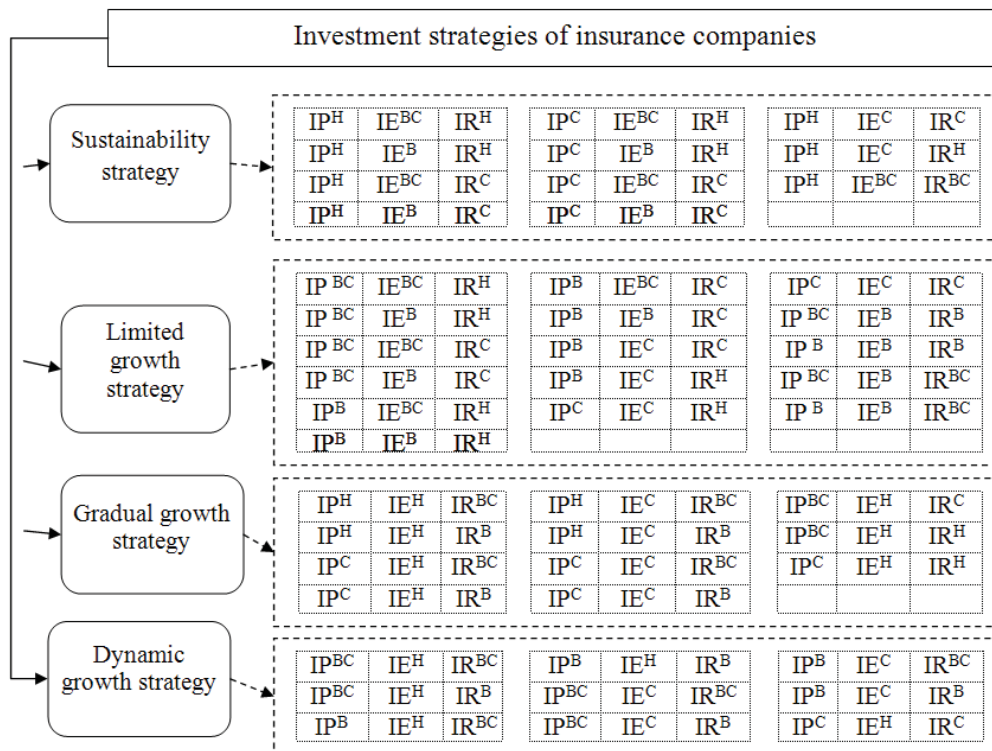 Investment strategies of insurance companies
Sustainability
strategy
IP^H IE^BC IR^H IP^C IE^BC IR^H IP^H IE^C IR^C
IP^H IE^B IR^H IP^C IE^B IR^H IP^H IE^C IR^H
IP^H IE^BC IR^C IP^C IE^BC IR^C IP^H IE^BC IR^BC
IP^H IE^B IR^C IP^C IE^B IR^C
Limited
growth
strategy
IP ^BC IE^BC IR^H IP^B IE^BC IR^C IP^C IE^C IR^C
IP ^BC IE^B IR^H IP^B IE^B IR^C IP ^BC IE^B IR^B
IP ^BC IE^BC IR^C IP^B IE^C IR^C IP ^B IE^B IR^B
IP ^BC IE^B IR^C IP^B IE^C IR^H IP ^BC IE^B IR^BC
IP^B IE^BC IR^H IP^C IE^C IR^H IP ^B IE^B IR^BC
IP^B IE^B IR^H
Gradual growth
strategy
IP^H IE^H IR^BC IP^H IE^C IR^BC IP^BC IE^H IR^C
IP^H IE^H IR^B IP^H IE^C IR^B IP^BC IE^H IR^H
IP^C IE^H IR^BC IP^C IE^C IR^BC IP^C IE^H IR^H
IP^C IE^H IR^B IP^C IE^C IR^B
Dynamic
growth strategy
IP^BC IE^H IR^BC IP^B IE^H IR^B IP^B IE^C IR^BC
IP^BC IE^H IR^B IP^BC IE^C IR^BC IP^B IE^C IR^B
IP^B IE^H IR^BC IP^BC IE^C IR^B IP^C IE^H IR^C